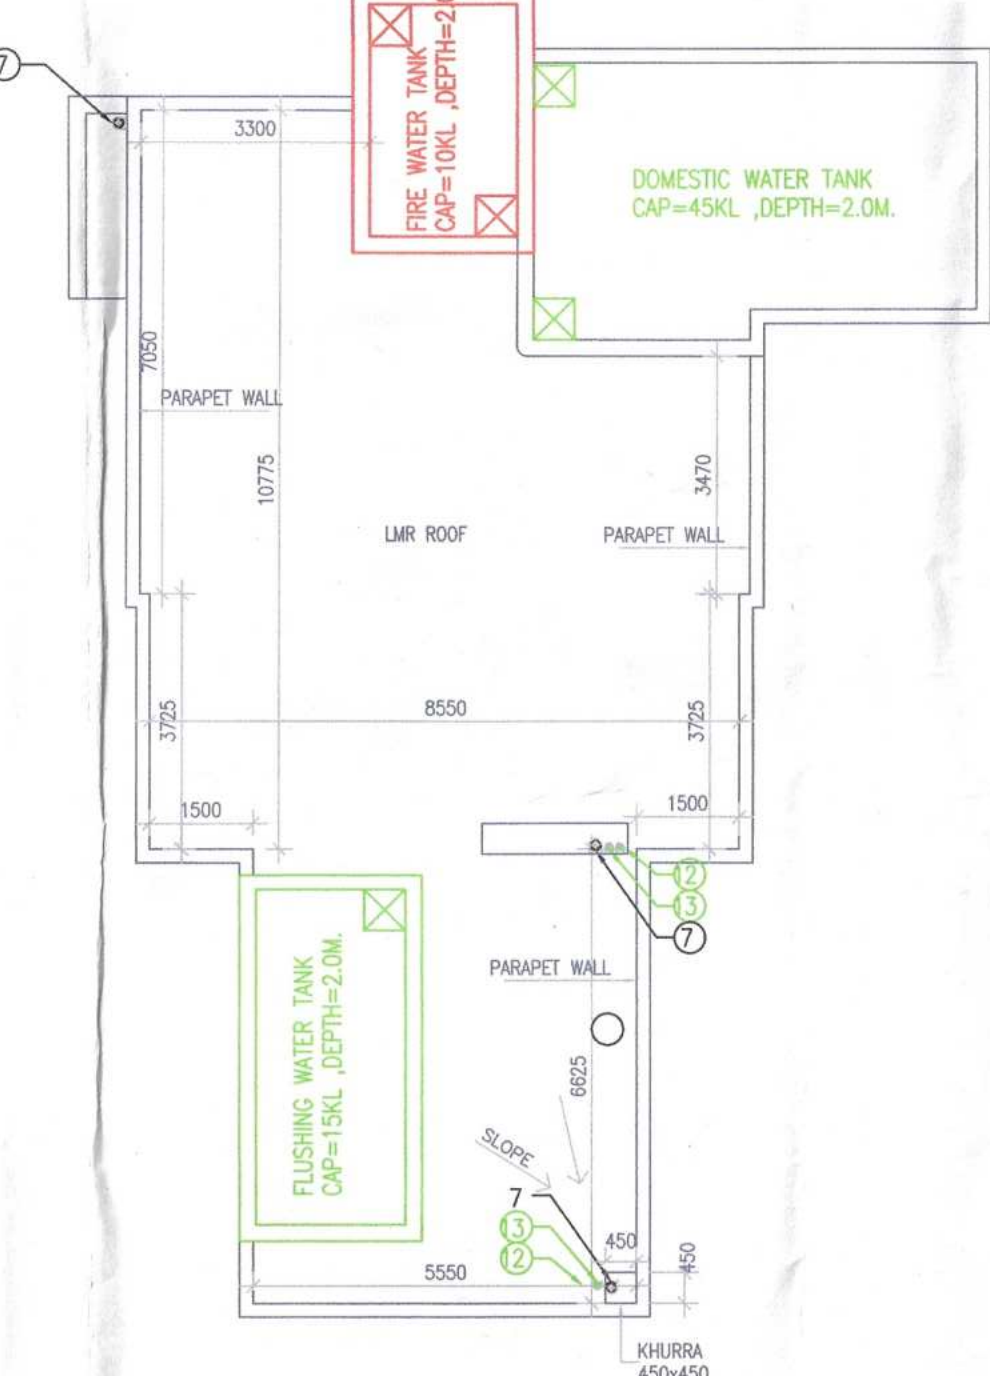 7
3300
FIRE WATER TANK
CAP=10KL ,DEPTH=2.0
DOMESTIC WATER TANK
CAP=45KL ,DEPTH=2.0M.
7050
PARAPET WALL
10775
3470
LMR ROOF
PARAPET WALL
3725
8550
3725
1500
1500
12
13
7
PARAPET WALL
FLUSHING WATER TANK
CAP=15KL ,DEPTH=2.0M.
6625
SLOPE
7
13
12
450
450
5550
KHURRA
450x450